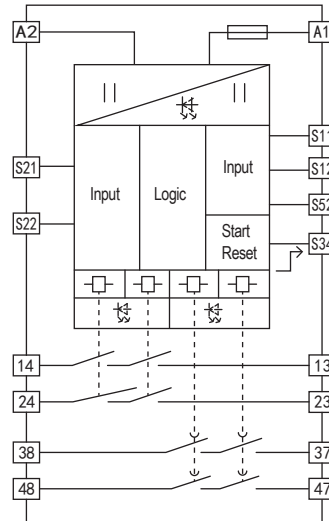 A2 A1
S11
S21 Input Logic Input S12
S22 S52
Start
Reset S34
14 13
24 23
38 37
48 47